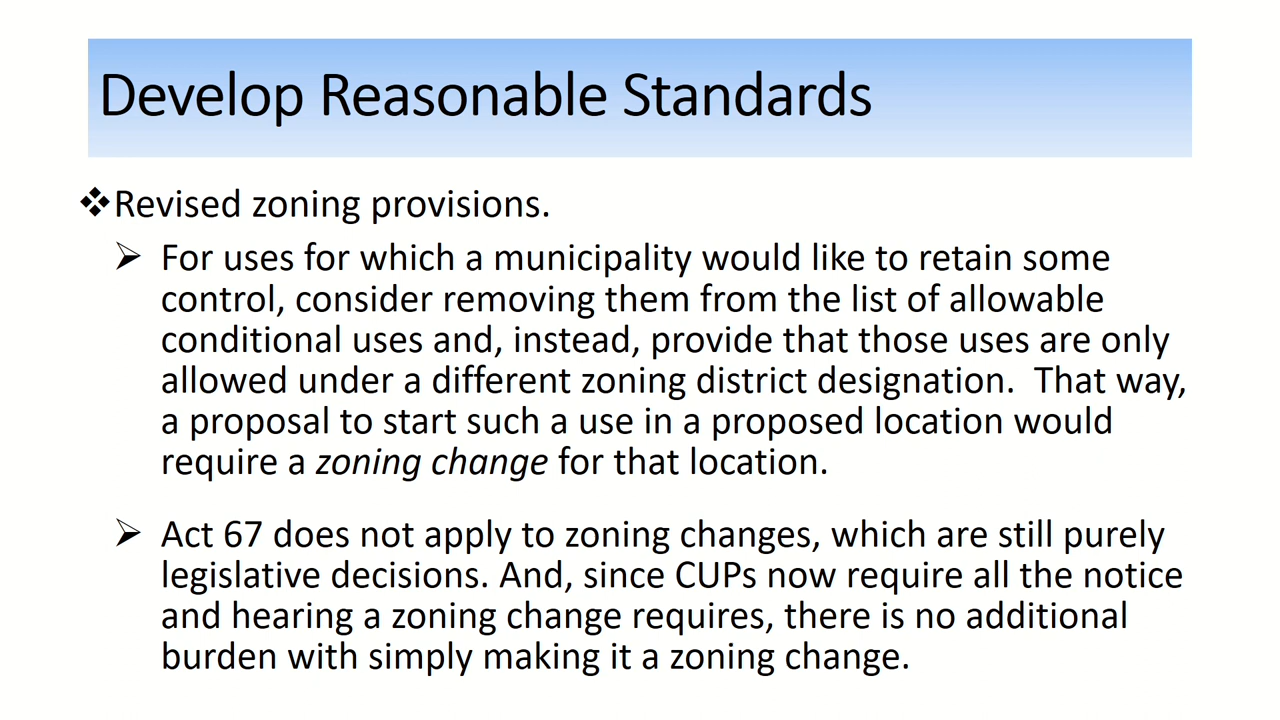 Develop Reasonable Standards
❖Revised zoning provisions.
➢ For uses for which a municipality would like to retain some
control, consider removing them from the list of allowable
conditional uses and, instead, provide that those uses are only
allowed under a different zoning district designation.  That way,
a proposal to start such a use in a proposed location would
require a zoning change for that location.
➢ Act 67 does not apply to zoning changes, which are still purely
legislative decisions. And, since CUPs now require all the notice
and hearing a zoning change requires, there is no additional
burden with simply making it a zoning change.